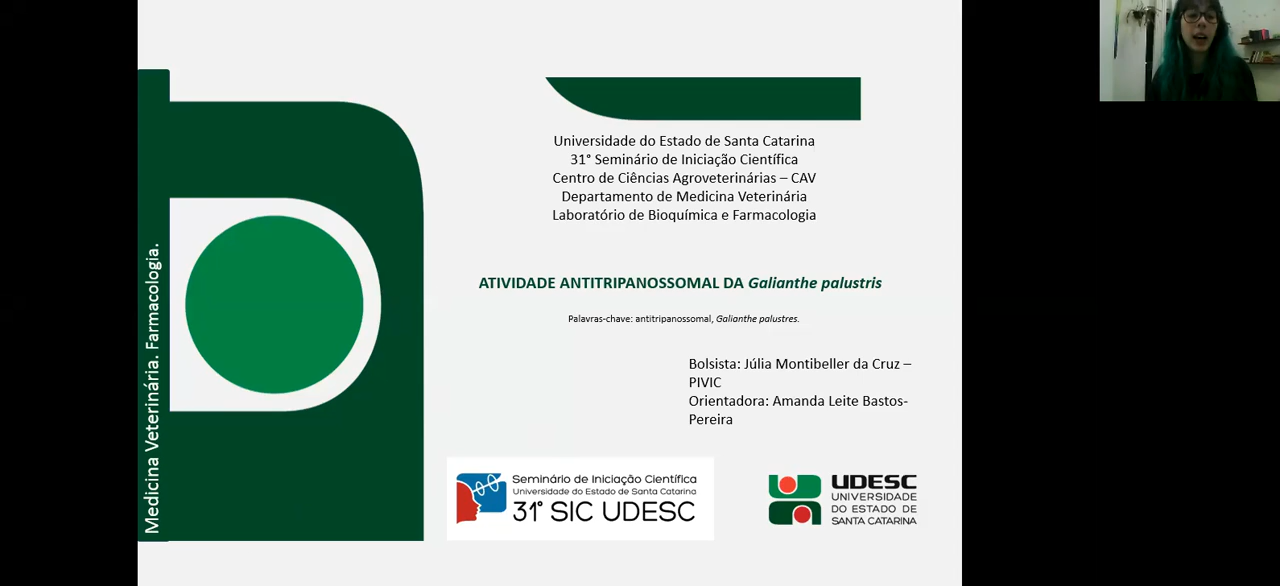 Universidade do Estado de Santa Catarina
31° Seminário de Iniciação Científica
Centro de Ciências Agroveterinárias – CAV
Departamento de Medicina Veterinária
Laboratório de Bioquímica e Farmacologia
ATIVIDADE ANTITRIPANOSSOMAL DA Galianthe palustris
Palavras-chave: antitripanossomal, Galianthe palustres.
Bolsista: Júlia Montibeller da Cruz –
PIVIC
Orientadora: Amanda Leite Bastos-
Pereira
Medicina Veterinária. Farmacologia.
Seminário de Iniciação Científica
Universidade do Estado de Santa Catarina
31° SIC UDESC
UDESC
UNIVERSIDADE
DO ESTADO DE
SANTA CATARINA